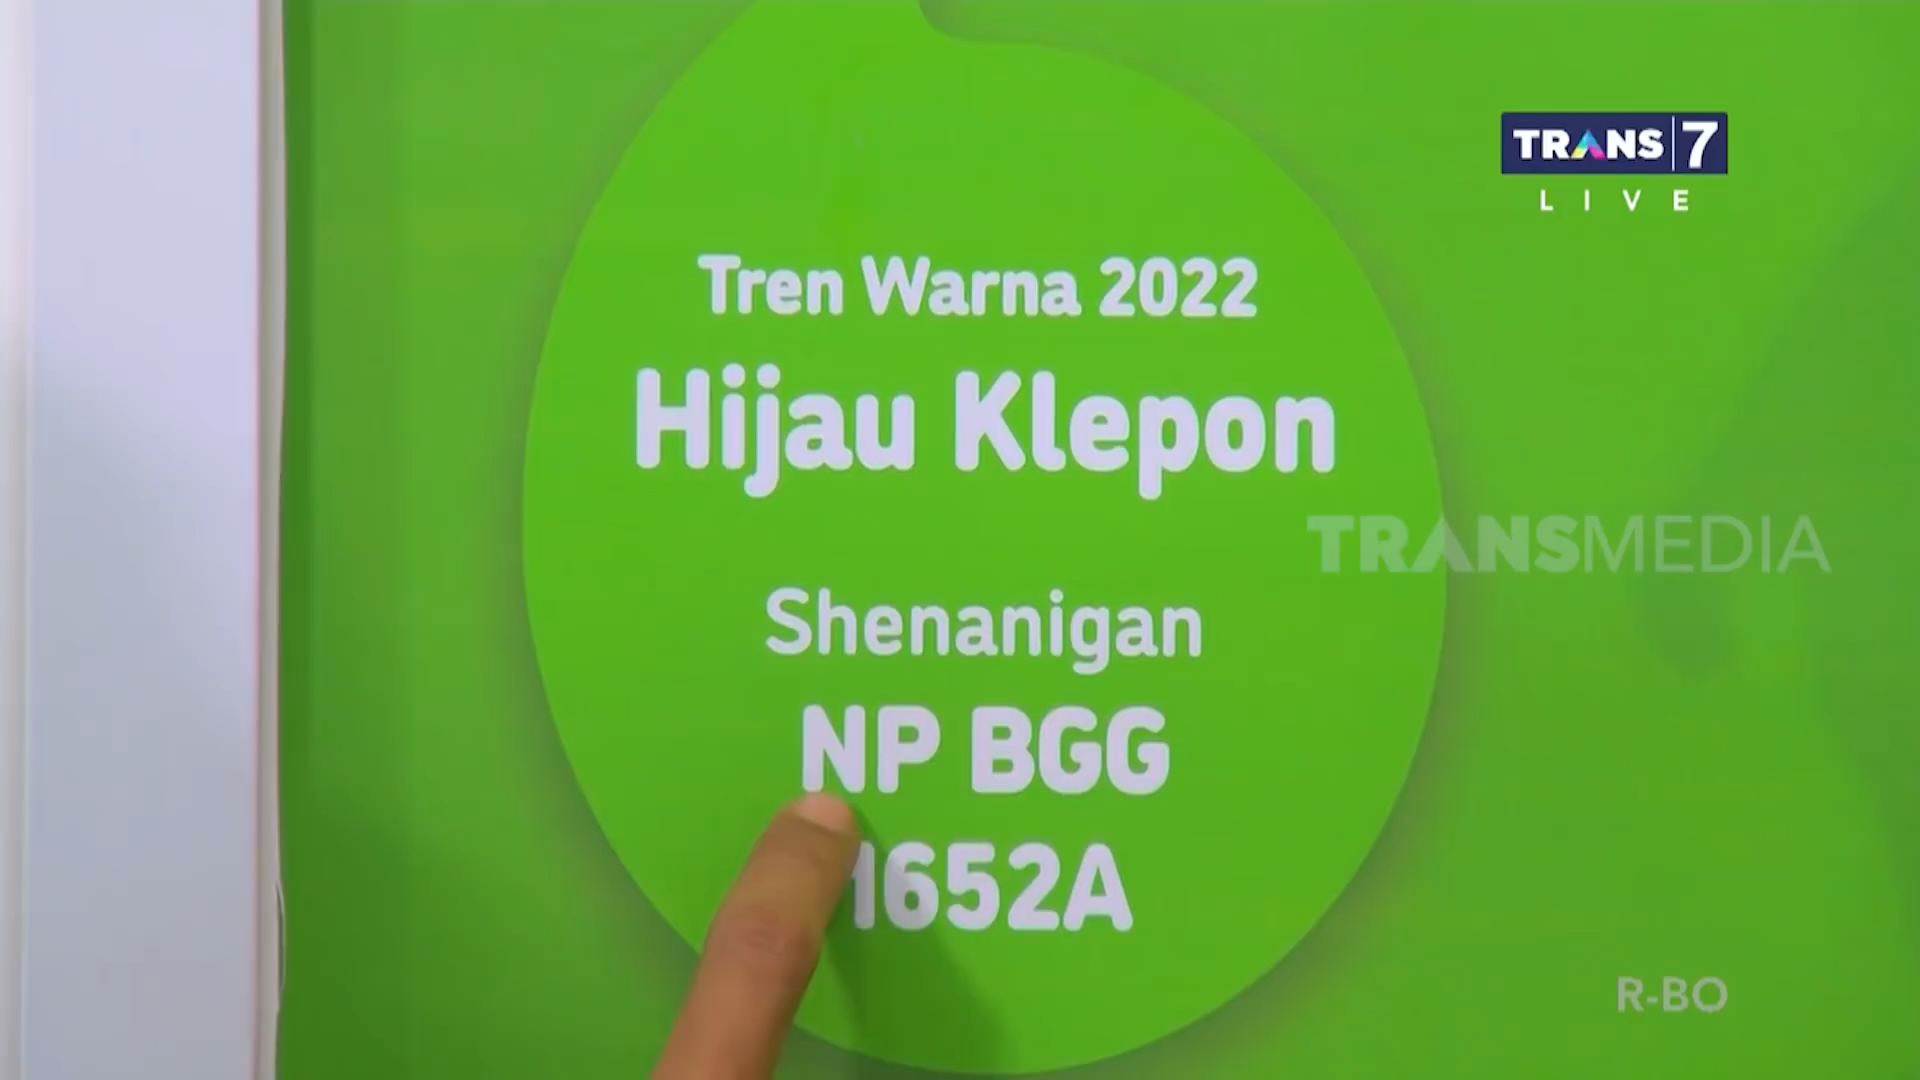 TRANS|7
LIVE
Tren Warna 2022
Hijau Klepon
TRANSMEDIA
Shenanigan
NP BGG
1652A
R-BO